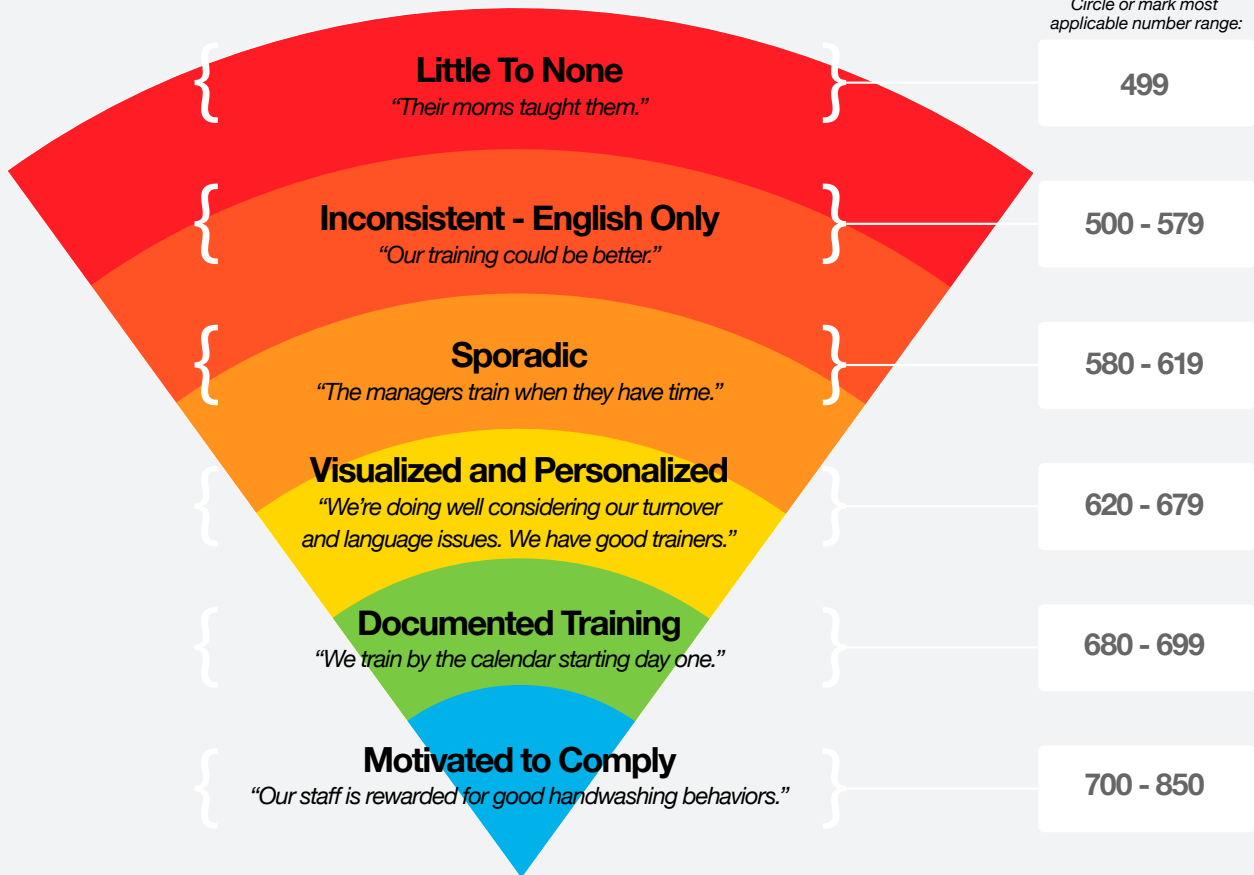 Circle or mark most
applicable number range:
Little To None
“Their moms taught them.”
499
Inconsistent - English Only
“Our training could be better.”
500 - 579
Sporadic
“The managers train when they have time.”
580 - 619
Visualized and Personalized
“We’re doing well considering our turnover
and language issues. We have good trainers.”
620 - 679
Documented Training
“We train by the calendar starting day one.”
680 - 699
Motivated to Comply
“Our staff is rewarded for good handwashing behaviors.”
700 - 850